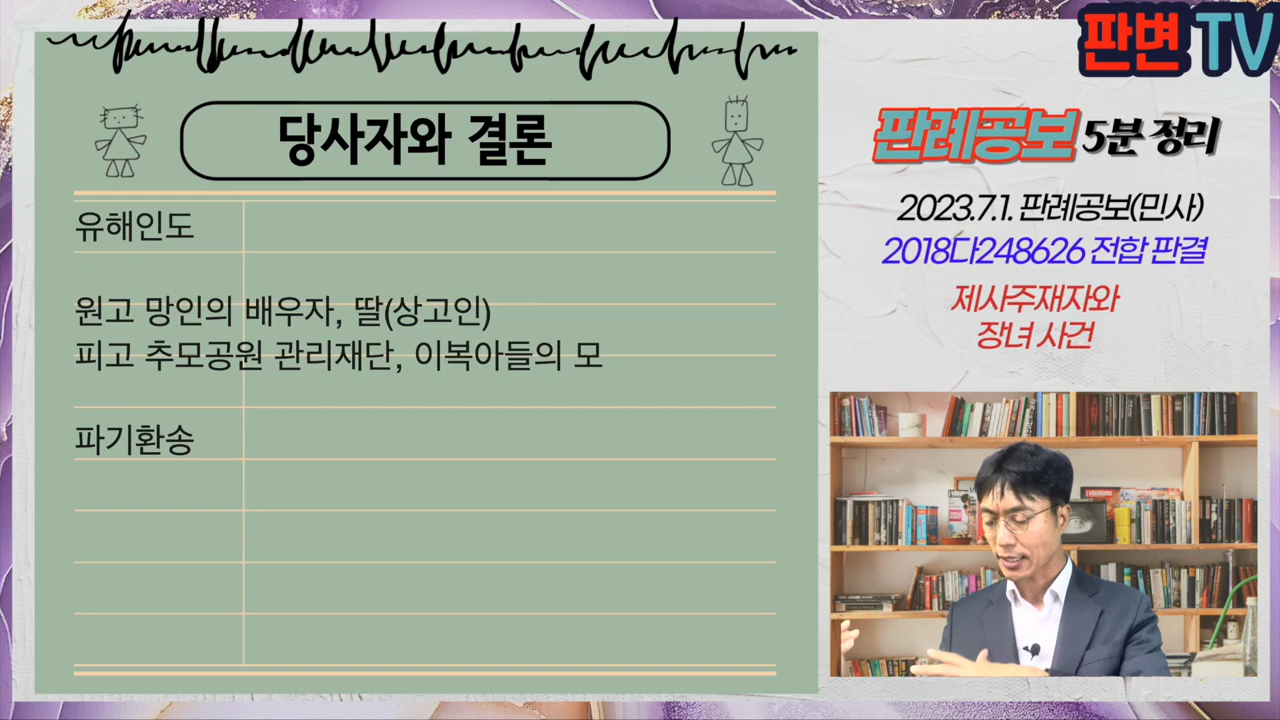 당사자와 결론
유해인도
원고 망인의 배우자, 딸(상고인)
피고 추모공원 관리재단, 이복아들의 모
파기환송
판변 TV
판례공보 5분 정리
2023.7.1. 판례공보(민사)
2018다248626 전합 판결
제사주재자와
장녀 사건